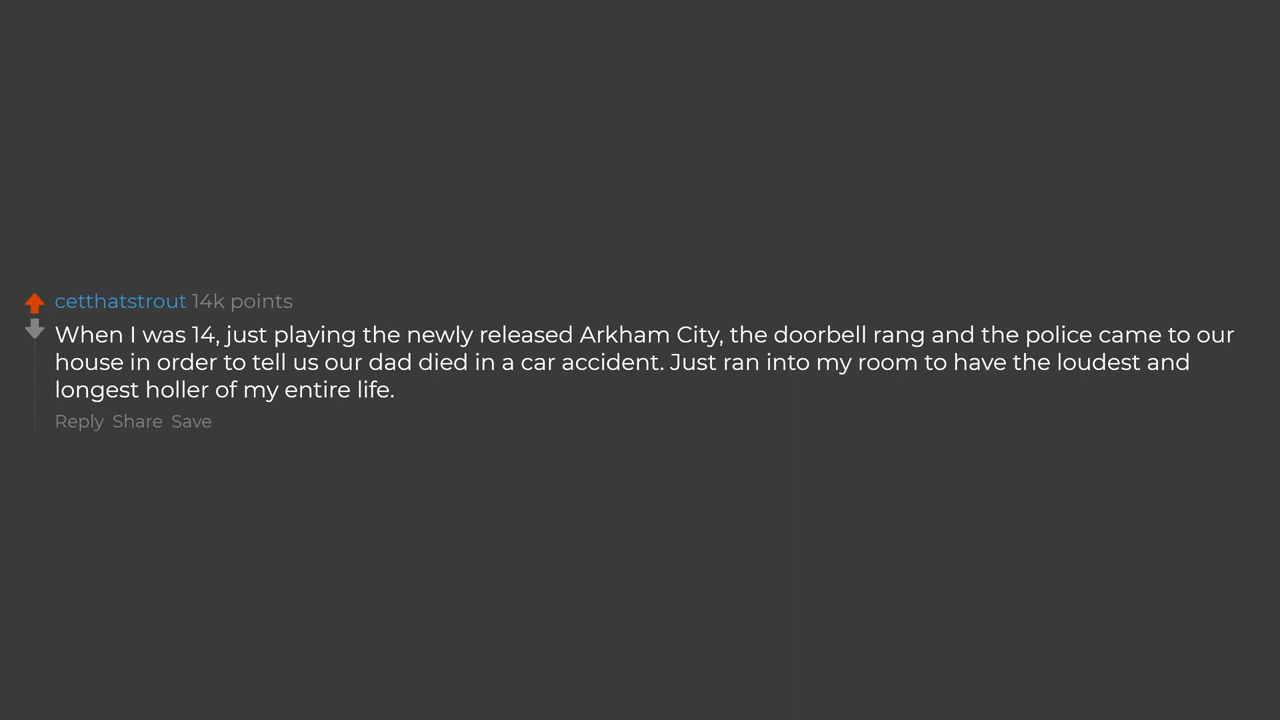 cetthatstrout 14k points
When I was 14, just playing the newly released Arkham City, the doorbell rang and the police came to our
house in order to tell us our dad died in a car accident. Just ran into my room to have the loudest and
longest holler of my entire life.
Reply Share Save